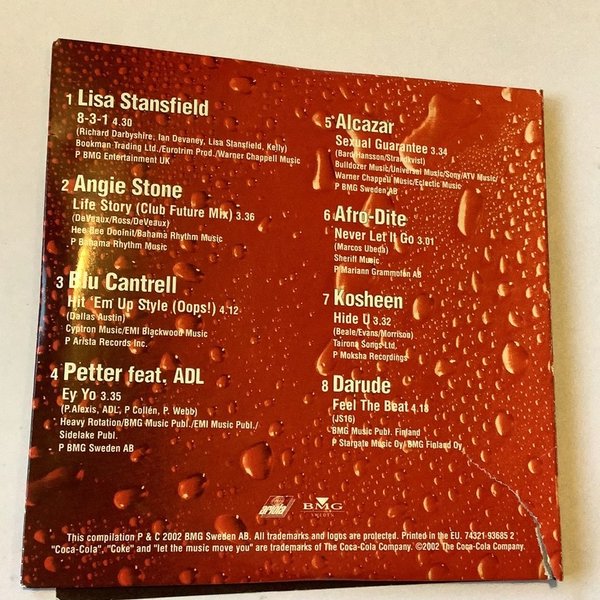 1 Lisa Stansfield
8-3-1 4.30
(Richard Darbyshire, Ian Devaney, Lisa Stansfield, Kelly)
Bookman Trading Ltd./Eurotrim Prod./Warner Chappell Music
P BMG Entertainment UK
2 Angie Stone
Life Story (Club Future Mix) 3.36
(DeVeaux/Ross/DeVeaux)
Hee Bee Dooinit/Bahama Rhythm Music
P Bahama Rhythm Music
3 Blu Cantrell
Hit 'Em Up Style (Oops!) 4.12
(Dallas Austin)
Cyptron Music/EMI Blackwood Music
P Arista Records Inc.
4 Petter feat. ADL
Ey Yo 3.35
(P.Alexis, ADL, P Collén, P. Webb)
Heavy Rotation/BMG Music Publ./EMI Music Publ./
Sidelake Publ.
P BMG Sweden AB
5 Alcazar
Sexual Guarantee 3.34
(Bard/Hansson/Strandkvist)
Bulldozer Music/Universal Music/Sony/ATV Music/
Warner Chappell Music/Eclectic Music
P BMG Sweden AB
6 Afro-Dite
Never Let It Go 3.01
(Marcos Ubeda)
Sheriff Music
P Mariann Grammofon AB
7 Kosheen
Hide U 3.32
(Beale/Evans/Morrison)
Tairona Songs Ltd.
P Moksha Recordings
8 Darude
Feel The Beat 4.18
(JS16)
BMG Music Publ. Finland
P Stargate Music Oy/ BMG Finland Oy
ariola
BMG
SWEDEN
This compilation P & C 2002 BMG Sweden AB. All trademarks and logos are protected. Printed in the EU. 74321 93685 2
"Coca-Cola", "Coke" and "let the music move you" are trademarks of The Coca-Cola Company. ©2002 The Coca-Cola Company.